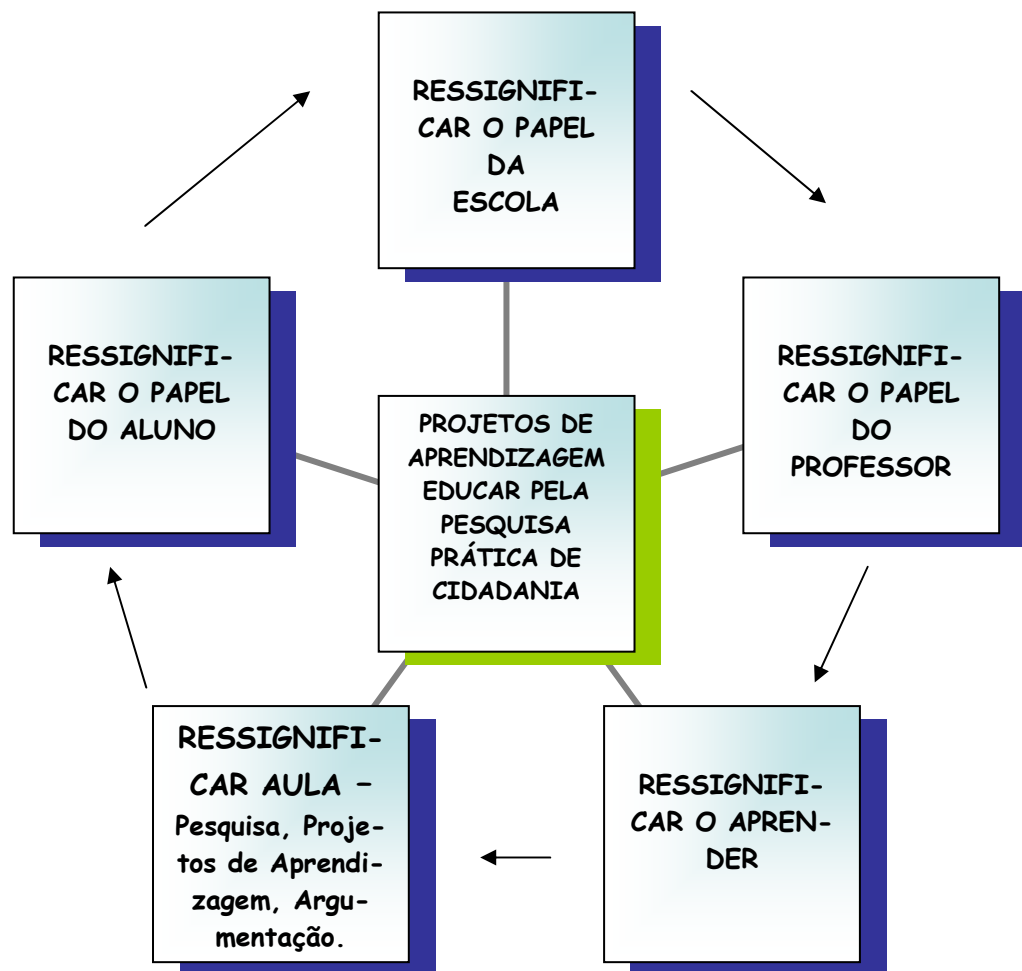 RESSIGNIFI-
CAR O PAPEL
DA
ESCOLA
RESSIGNIFI-
CAR O PAPEL
DO ALUNO
PROJETOS DE
APRENDIZAGEM
EDUCAR PELA
PESQUISA
PRÁTICA DE
CIDADANIA
RESSIGNIFI-
CAR O PAPEL
DO
PROFESSOR
RESSIGNIFI-
CAR AULA –
Pesquisa, Proje-
tos de Aprendi-
zagem, Argu-
mentação.
RESSIGNIFI-
CAR O APREN-
DER